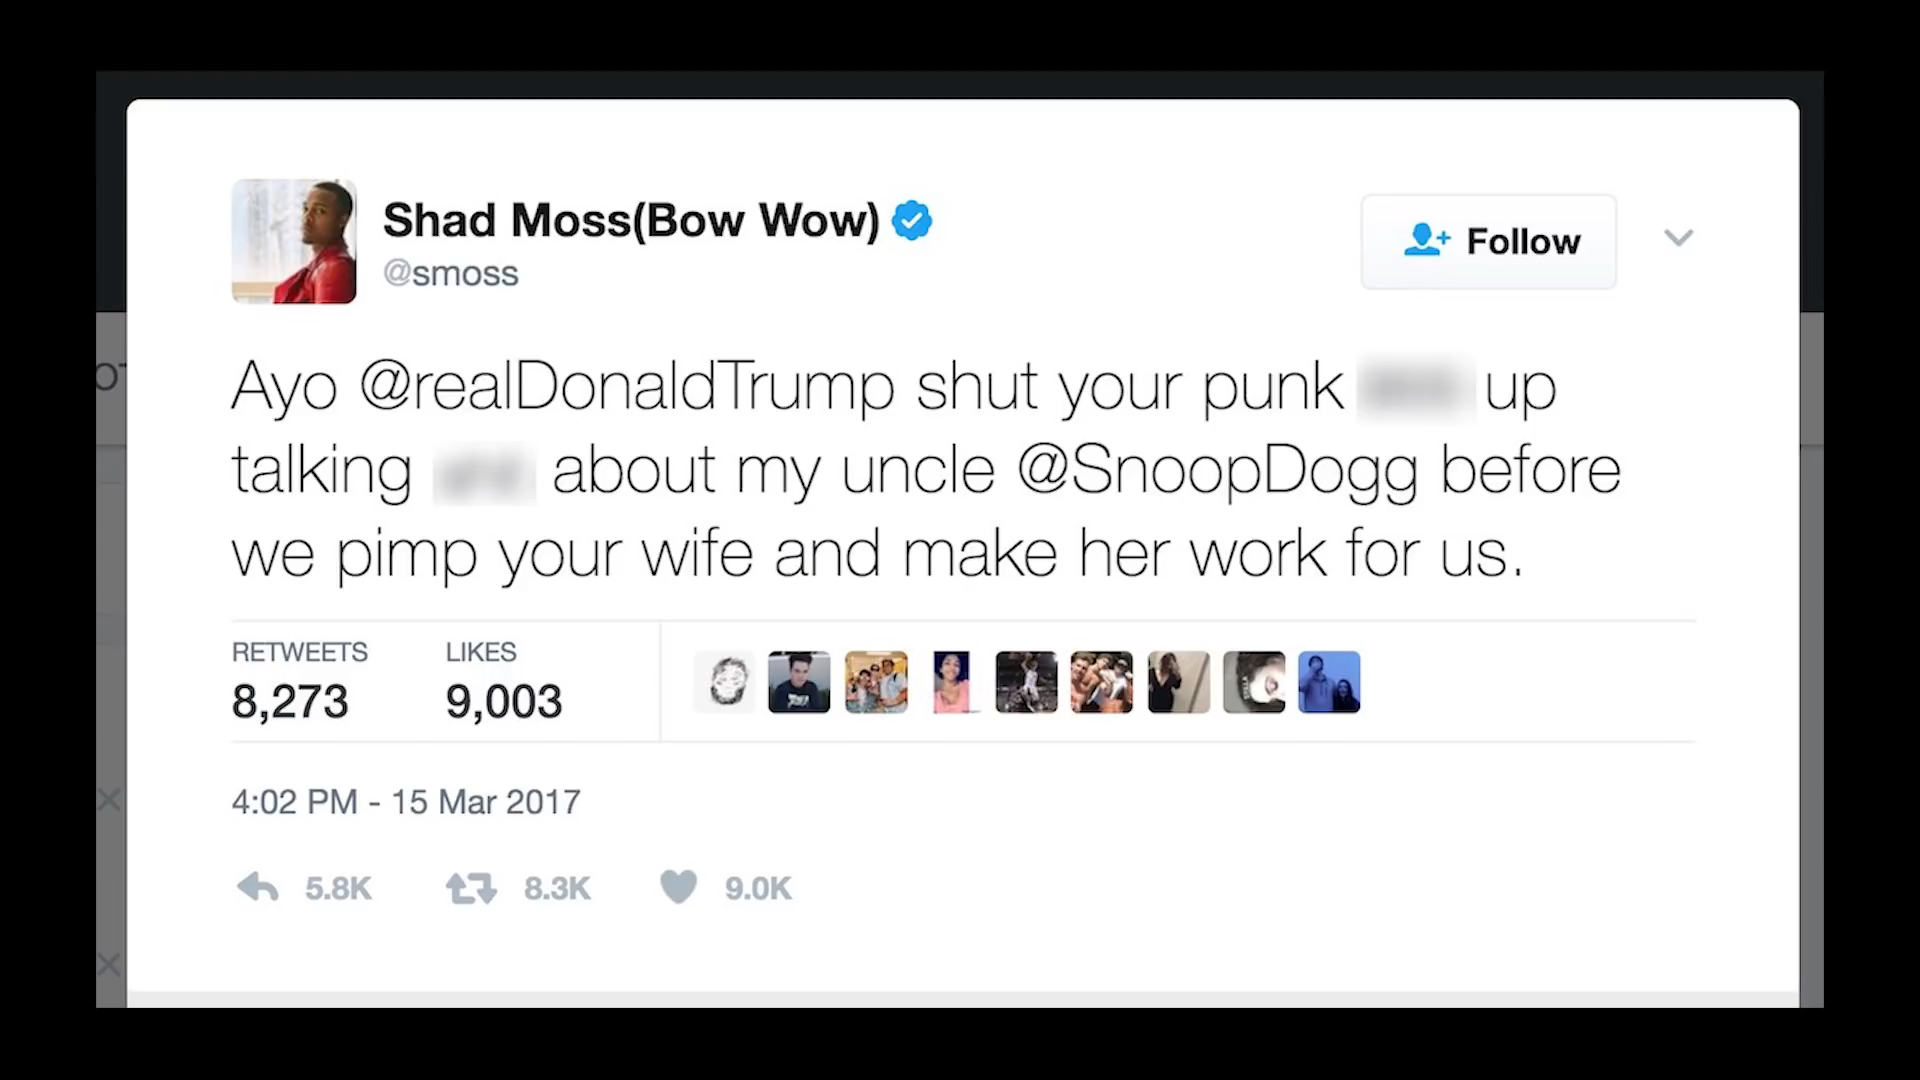 Shad Moss(Bow Wow)
@smoss
Follow
Ayo @realDonaldTrump shut your punk up
talking about my uncle @SnoopDogg before
we pimp your wife and make her work for us.
RETWEETS LIKES
8,273 9,003
4:02 PM - 15 Mar 2017
5.8K 8.3K 9.0K